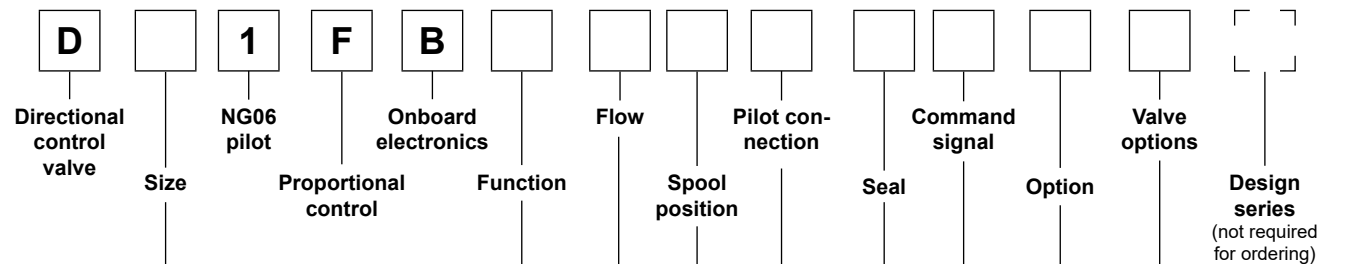 D 1 F B
Directional
control
valve
Size
NG06
pilot
Proportional
control
Onboard
electronics
Function
Flow
Spool
position
Pilot con-
nection
Seal
Command
signal
Option
Valve
options
Design
series
(not required
for ordering)